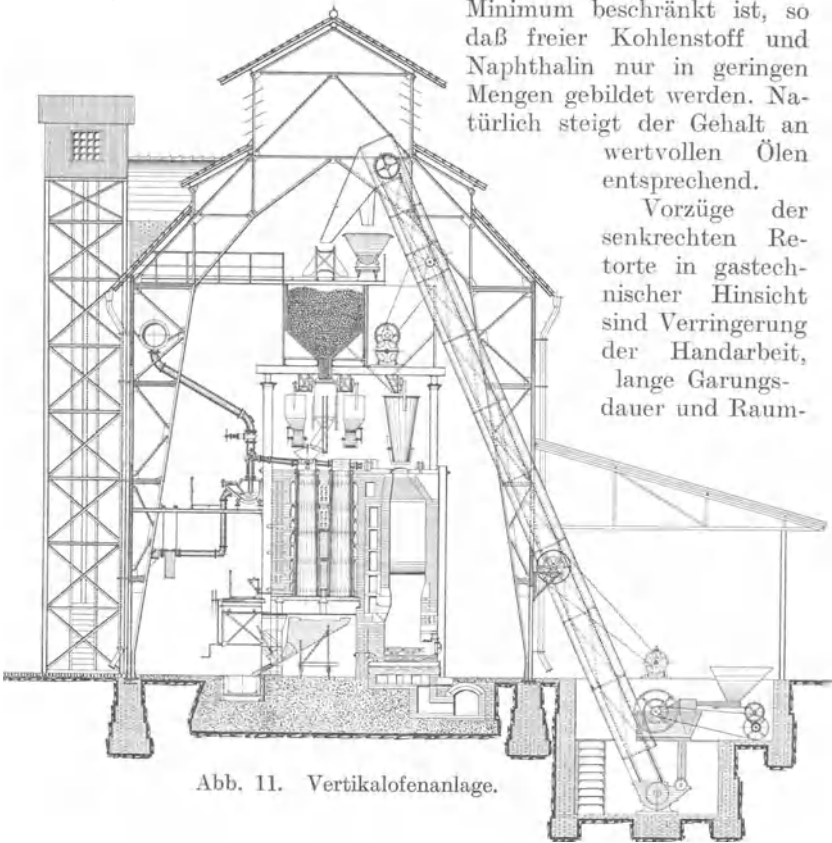 Minimum beschränkt ist, so
daß freier Kohlenstoff und
Naphthalin nur in geringen
Mengen gebildet werden. Na-
türlich steigt der Gehalt an
wertvollen Ölen
entsprechend.
Vorzüge der
senkrechten Re-
torte in gastech-
nischer Hinsicht
sind Verringerung
der Handarbeit,
lange Garungs-
dauer und Raum-
Abb. 11. Vertikalofenanlage.